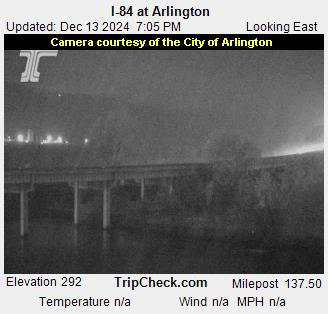 I-84 at Arlington
Updated: Dec 13 2024 7:05 PM Looking East
Camera courtesy of the City of Arlington
Elevation 292 TripCheck.com Milepost 137.50
Temperature n/a Wind n/a MPH n/a